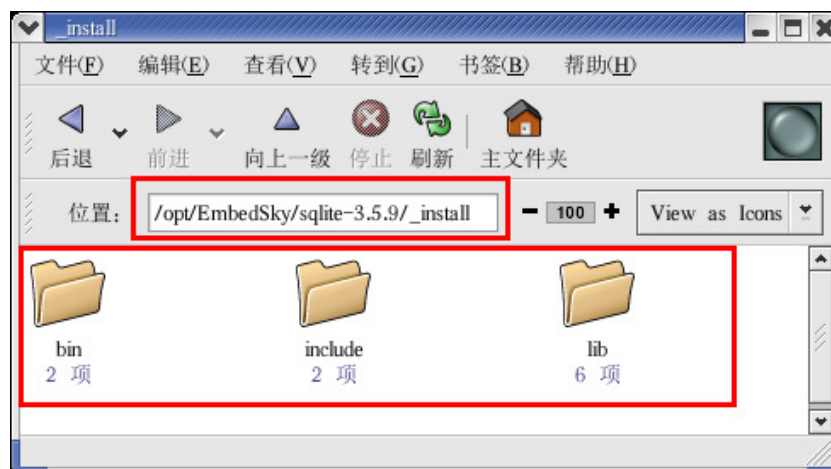 _install
文件(F) 编辑(E) 查看(V) 转到(G) 书签(B) 帮助(H)
后退 前进 向上一级 停止 刷新 主文件夹
位置: /opt/EmbedSky/sqlite-3.5.9/_install 100 View as Icons
bin include lib
2 项 2 项 6 项